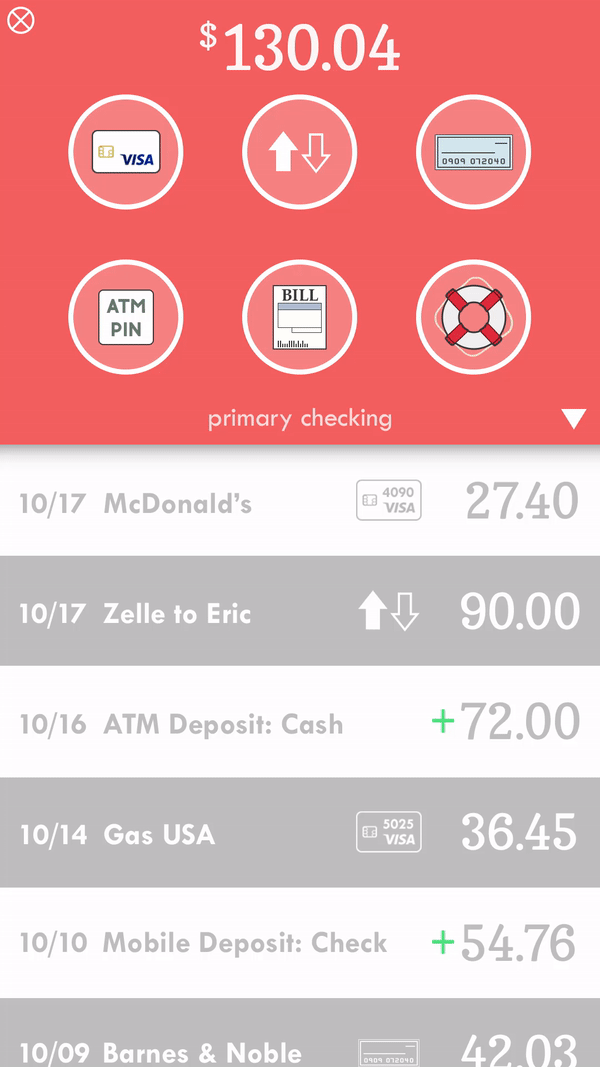 $130.04
VISA
0909 072040
ATM
PIN
BILL
primary checking
10/17 McDonald's 4090 VISA 27.40
10/17 Zelle to Eric 90.00
10/16 ATM Deposit: Cash +72.00
10/14 Gas USA 5025 VISA 36.45
10/10 Mobile Deposit: Check +54.76
10/09 Barnes & Noble 0909 072040 42.03